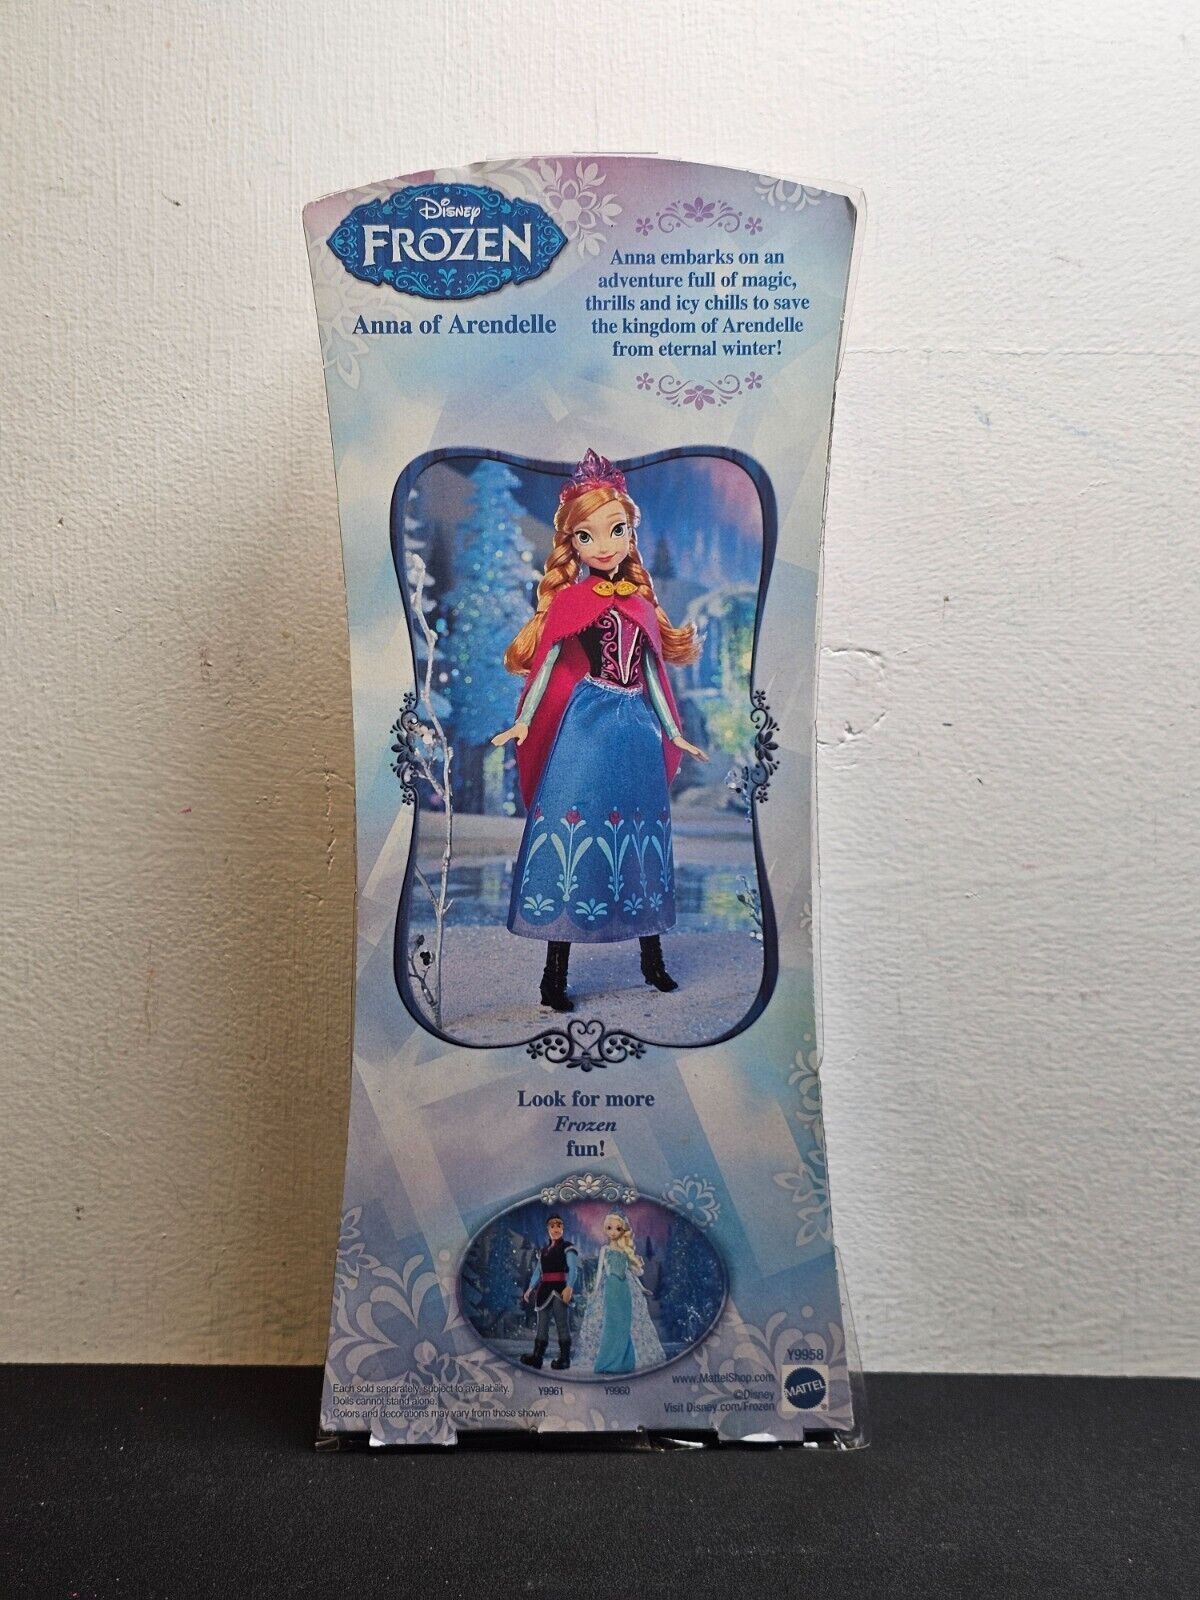 Disney
FROZEN
Anna of Arendelle
Anna embarks on an
adventure full of magic,
thrills and icy chills to save
the kingdom of Arendelle
from eternal winter!
Look for more
Frozen
fun!
Each sold separately, subject to availability.
Dolls cannot stand alone.
Colors and decorations may vary from those shown.
Y9961
Y9960
www.MattelShop.com
©Disney
Visit Disney.com/Frozen
Y9958
MATTEL
®